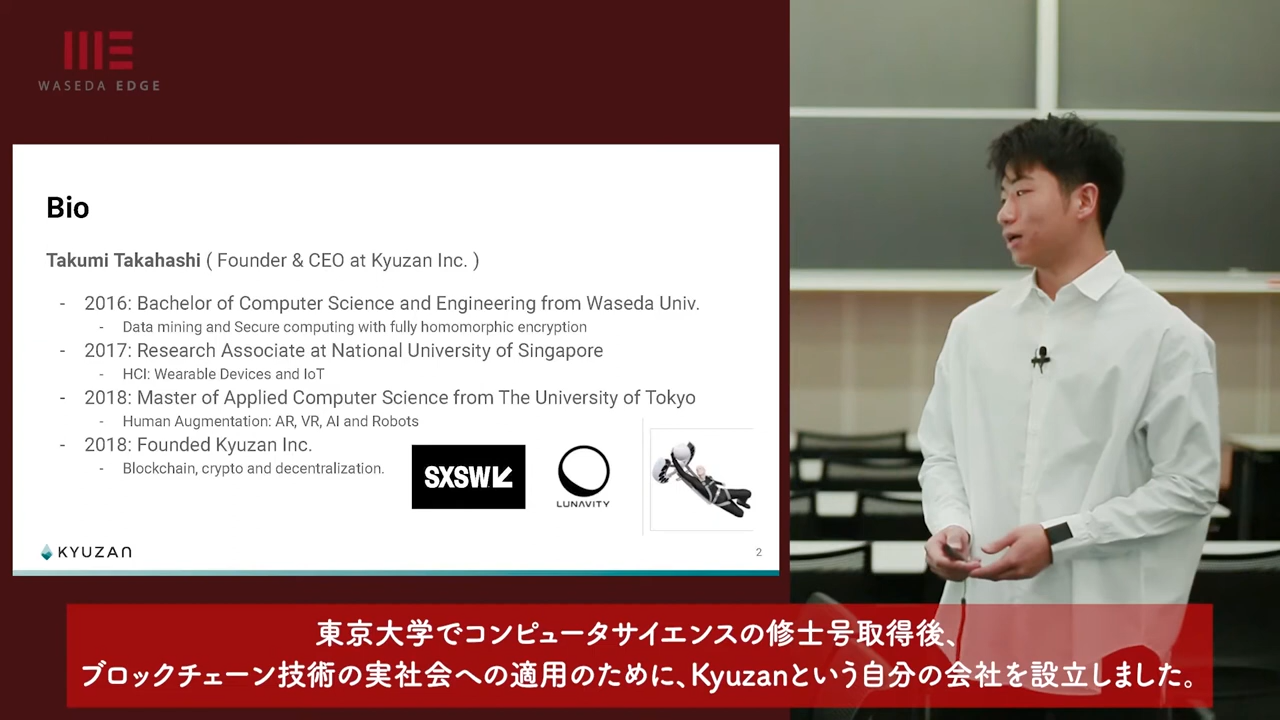 WASEDA EDGE
Bio
Takumi Takahashi ( Founder & CEO at Kyuzan Inc. )
- 2016: Bachelor of Computer Science and Engineering from Waseda Univ.
- Data mining and Secure computing with fully homomorphic encryption
- 2017: Research Associate at National University of Singapore
- HCI: Wearable Devices and IoT
- 2018: Master of Applied Computer Science from The University of Tokyo
- Human Augmentation: AR, VR, AI and Robots
- 2018: Founded Kyuzan Inc.
- Blockchain, crypto and decentralization.
SXSW
LUNAVITY
KYUZAN
2
東京大学でコンピュータサイエンスの修士号取得後、
ブロックチェーン技術の実社会への適用のために、Kyuzanという自分の会社を設立しました。